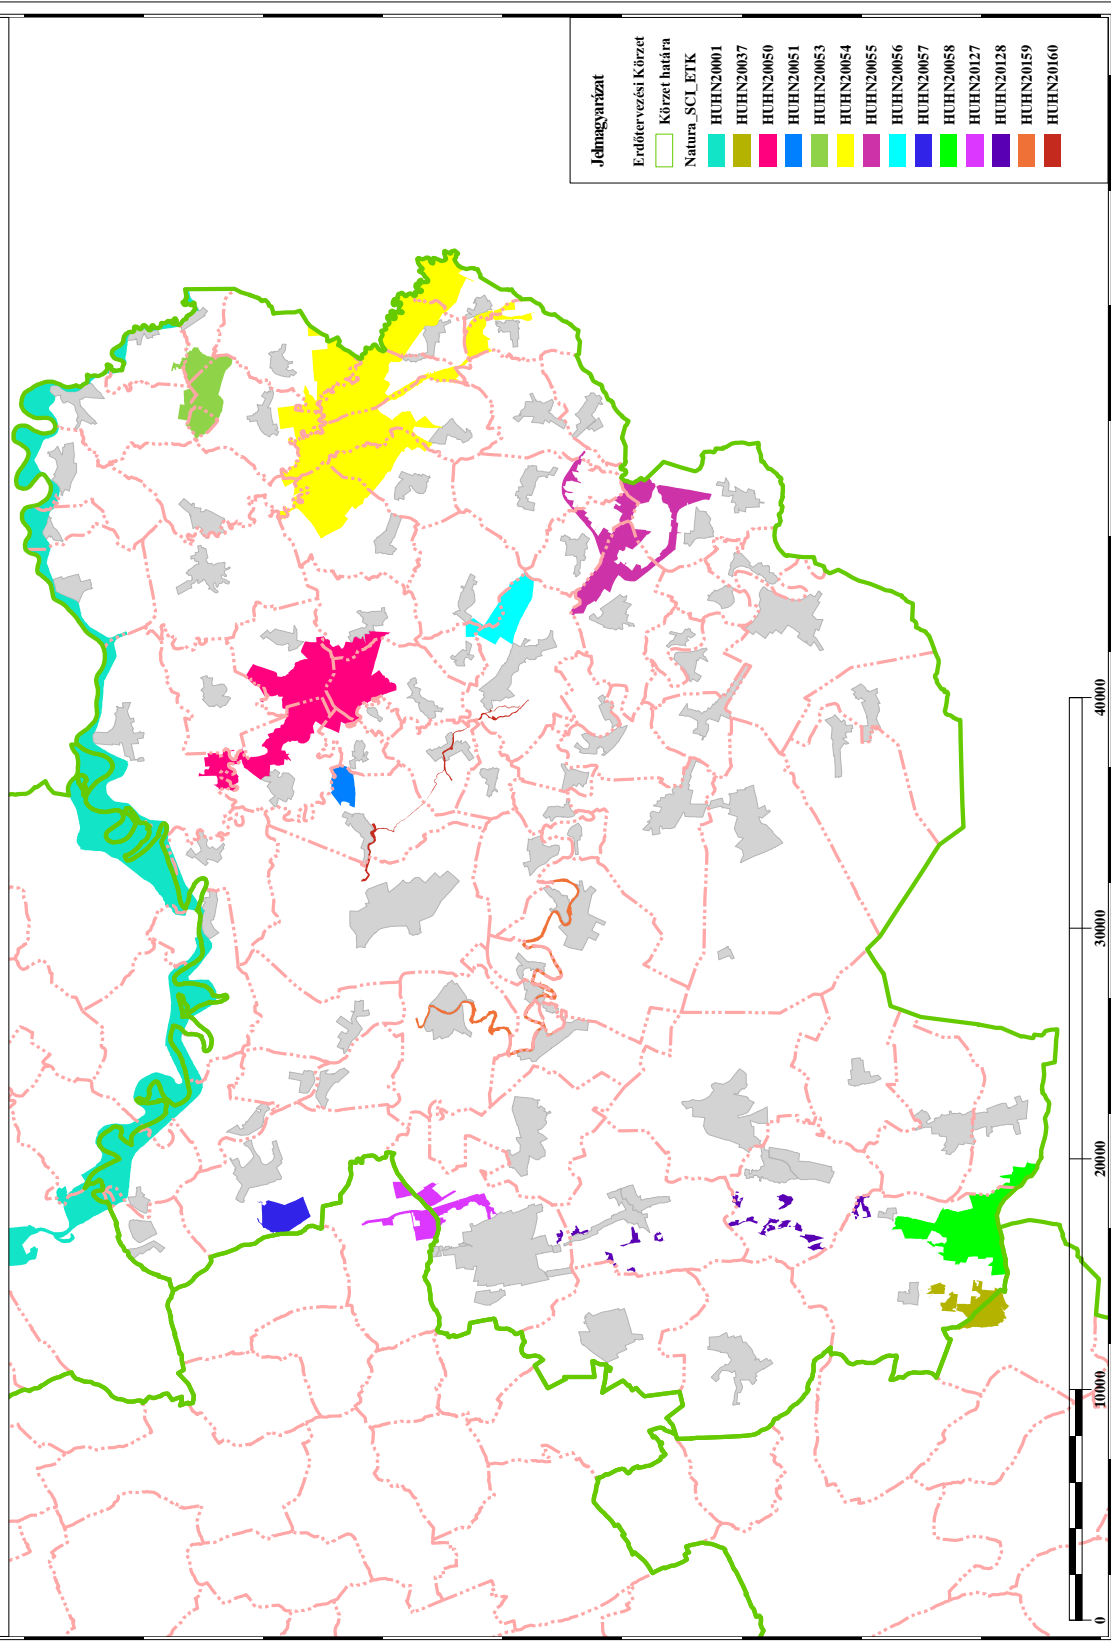 Jelmagyarázat
Erdőtervezési Körzet
Körzet határa
Natura_SCI_ETK
HUHN20001
HUHN20037
HUHN20050
HUHN20051
HUHN20053
HUHN20054
HUHN20055
HUHN20056
HUHN20057
HUHN20058
HUHN20127
HUHN20128
HUHN20159
HUHN20160
0 10000 20000 30000 40000